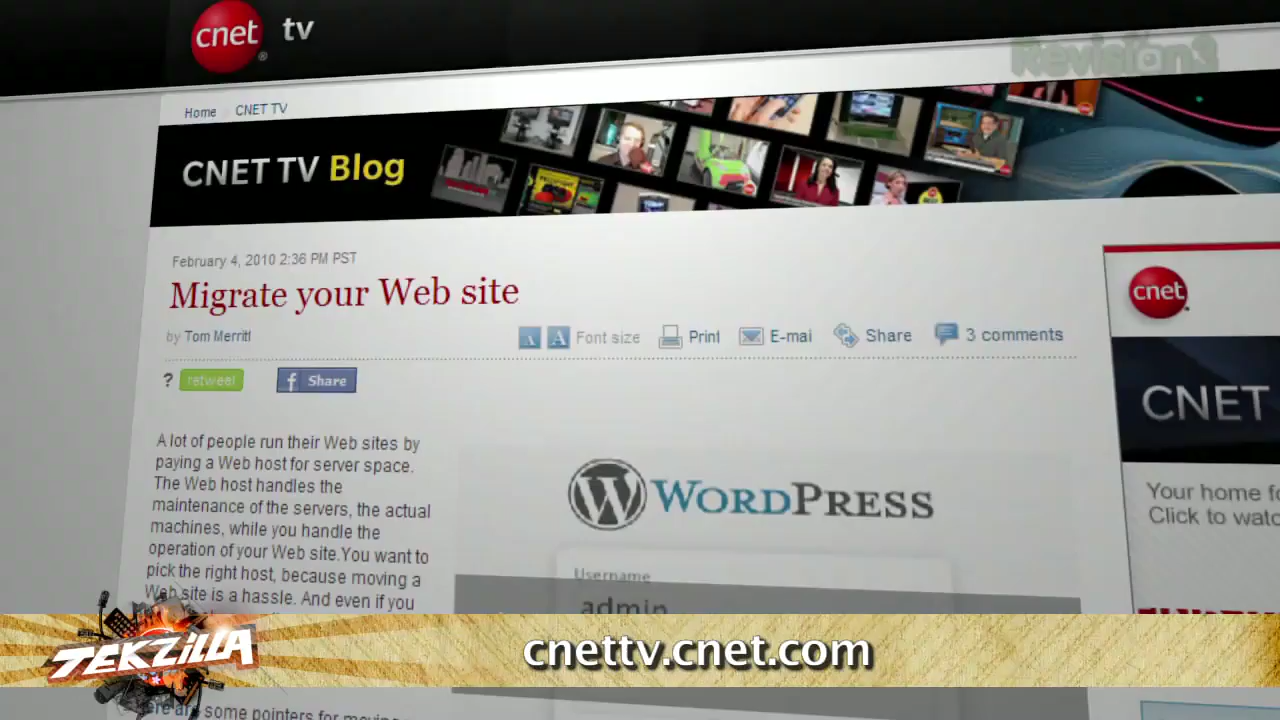 cnet tv
Revision3
Home CNET TV
CNET TV Blog
February 4, 2010 2:36 PM PST
Migrate your Web site
by Tom Merritt
Font size Print E-mai Share 3 comments
? retweet f Share
cnet
CNET
A lot of people run their Web sites by
paying a Web host for server space.
The Web host handles the
maintenance of the servers, the actual
machines, while you handle the
operation of your Web site.You want to
pick the right host, because moving a
Web site is a hassle. And even if you
WORDPRESS
Username
admin
Your home fo
Click to watc
TEKZILLA
cnettv.cnet.com
some pointers for moving